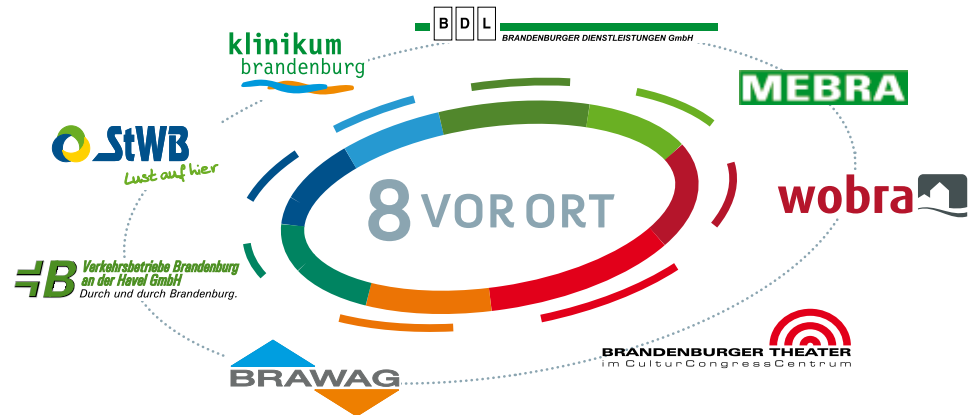 BDL
BRANDENBURGER DIENSTLEISTUNGEN GmbH
klinikum
brandenburg
MEBRA
StWB
Lust auf hier
wobra
8 VOR ORT
Verkehrsbetriebe Brandenburg
an der Havel GmbH
Durch und durch Brandenburg.
B
BRANDENBURGER THEATER
im CulturCongressCentrum
BRAWAG